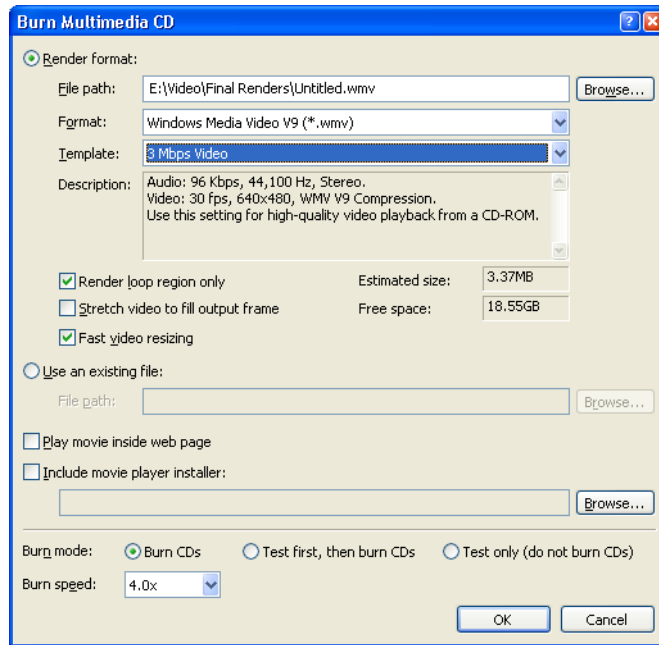 Burn Multimedia CD
Render format:
File path: E:\Video\Final Renders\Untitled.wmv Browse...
Format: Windows Media Video V9 (*.wmv)
Template: 3 Mbps Video
Description: Audio: 96 Kbps, 44,100 Hz, Stereo.
Video: 30 fps, 640x480, WMV V9 Compression.
Use this setting for high-quality video playback from a CD-ROM.
Render loop region only Estimated size: 3.37MB
Stretch video to fill output frame Free space: 18.55GB
Fast video resizing
Use an existing file:
File path: Browse...
Play movie inside web page
Include movie player installer:
Browse...
Burn mode: Burn CDs Test first, then burn CDs Test only (do not burn CDs)
Burn speed: 4.0x
OK Cancel